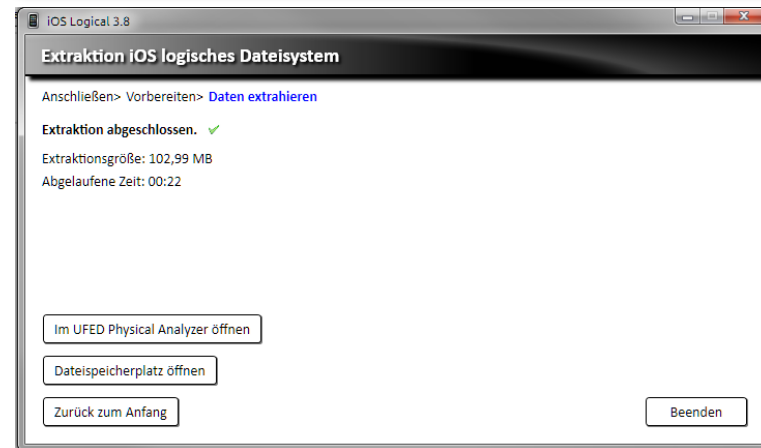 iOS Logical 3.8
Extraktion iOS logisches Dateisystem
Anschließen> Vorbereiten> Daten extrahieren
Extraktion abgeschlossen.
Extraktionsgröße: 102,99 MB
Abgelaufene Zeit: 00:22
Im UFED Physical Analyzer öffnen
Dateispeicherplatz öffnen
Zurück zum Anfang
Beenden